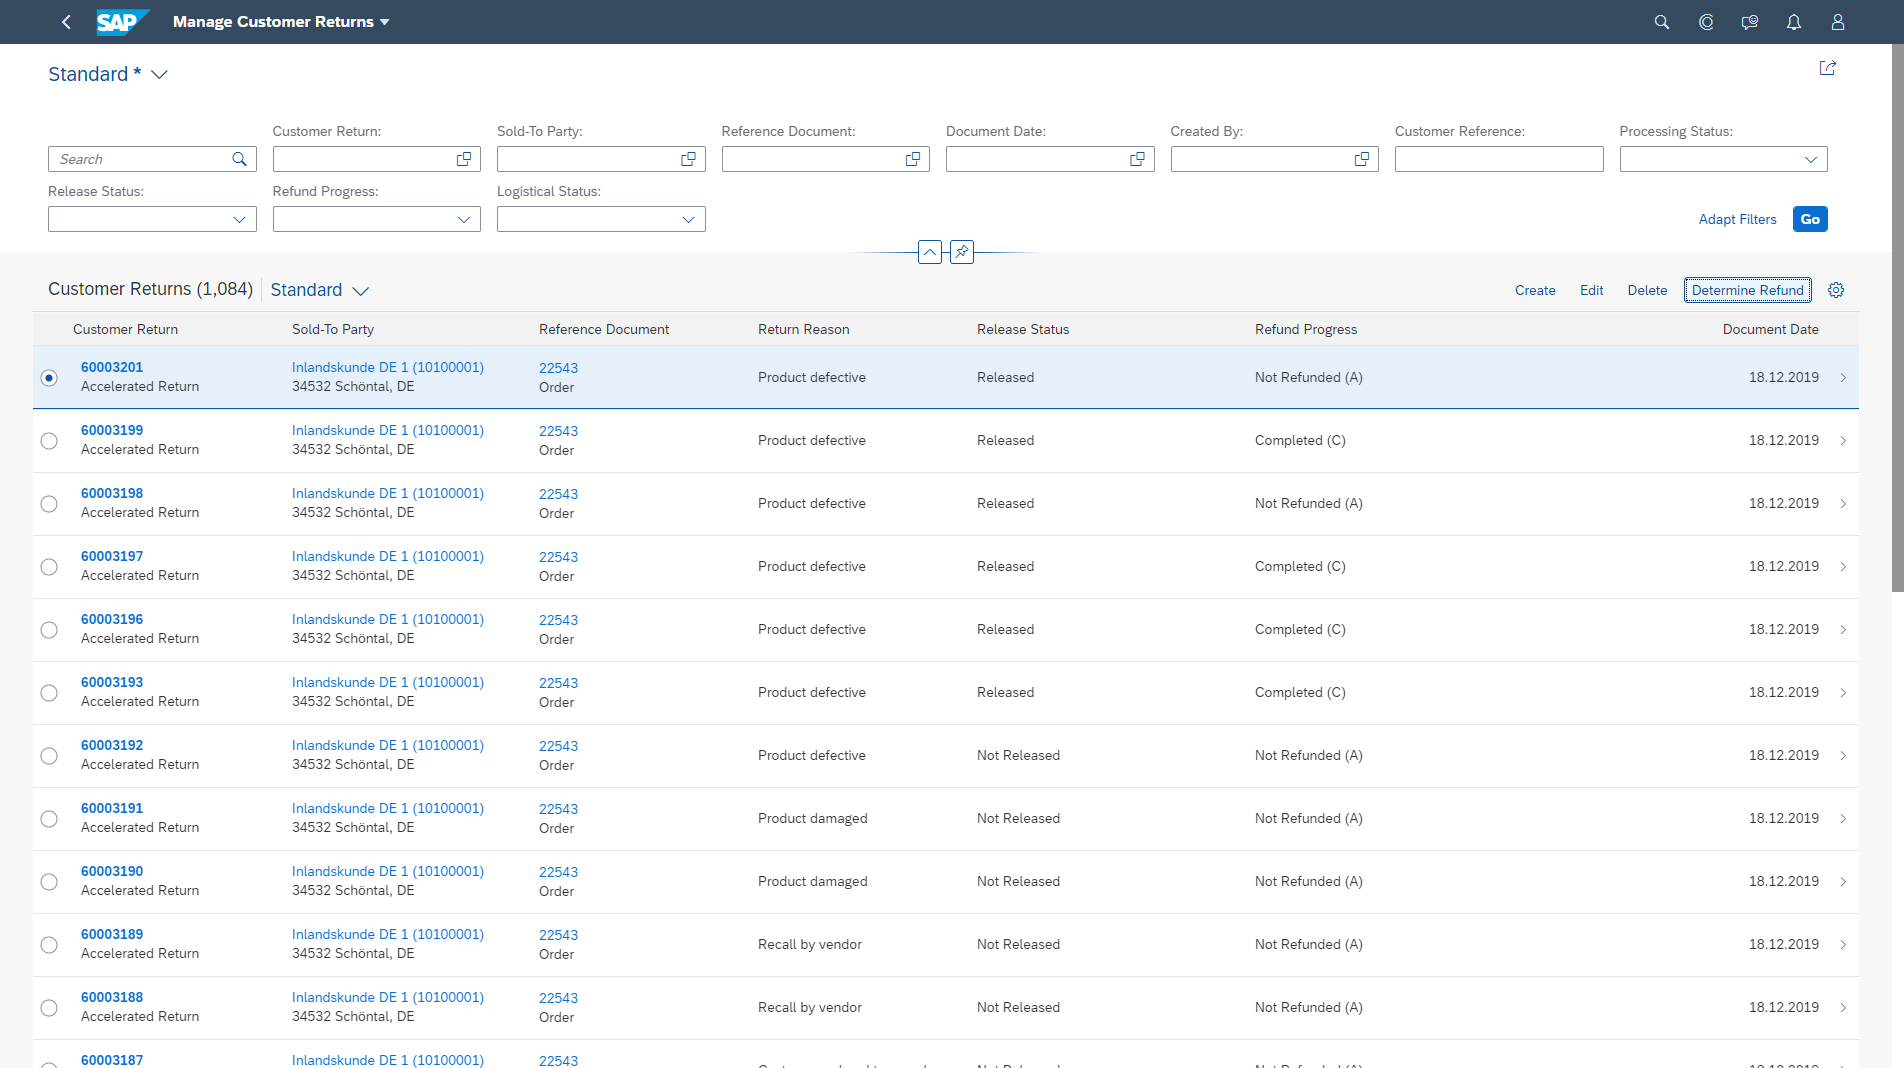 SAP Manage Customer Returns
Standard *
Customer Return: Sold-To Party: Reference Document: Document Date: Created By: Customer Reference: Processing Status:
Search
Release Status: Refund Progress: Logistical Status:
Adapt Filters Go
Customer Returns (1,084) Standard Create Edit Delete Determine Refund
Customer Return Sold-To Party Reference Document Return Reason Release Status Refund Progress Document Date
60003201 Inlandskunde DE 1 (10100001) 22543
Product defective Released Not Refunded (A) 18.12.2019
Accelerated Return 34532 Schöntal, DE Order
60003199 Inlandskunde DE 1 (10100001) 22543
Product defective Released Completed (C) 18.12.2019
Accelerated Return 34532 Schöntal, DE Order
60003198 Inlandskunde DE 1 (10100001) 22543
Product defective Released Not Refunded (A) 18.12.2019
Accelerated Return 34532 Schöntal, DE Order
60003197 Inlandskunde DE 1 (10100001) 22543
Product defective Released Completed (C) 18.12.2019
Accelerated Return 34532 Schöntal, DE Order
60003196 Inlandskunde DE 1 (10100001) 22543
Product defective Released Completed (C) 18.12.2019
Accelerated Return 34532 Schöntal, DE Order
60003193 Inlandskunde DE 1 (10100001) 22543
Product defective Released Completed (C) 18.12.2019
Accelerated Return 34532 Schöntal, DE Order
60003192 Inlandskunde DE 1 (10100001) 22543
Product defective Not Released Not Refunded (A) 18.12.2019
Accelerated Return 34532 Schöntal, DE Order
60003191 Inlandskunde DE 1 (10100001) 22543
Product damaged Not Released Not Refunded (A) 18.12.2019
Accelerated Return 34532 Schöntal, DE Order
60003190 Inlandskunde DE 1 (10100001) 22543
Product damaged Not Released Not Refunded (A) 18.12.2019
Accelerated Return 34532 Schöntal, DE Order
60003189 Inlandskunde DE 1 (10100001) 22543
Recall by vendor Not Released Not Refunded (A) 18.12.2019
Accelerated Return 34532 Schöntal, DE Order
60003188 Inlandskunde DE 1 (10100001) 22543
Recall by vendor Not Released Not Refunded (A) 18.12.2019
Accelerated Return 34532 Schöntal, DE Order
60003187 Inlandskunde DE 1 (10100001) 22543